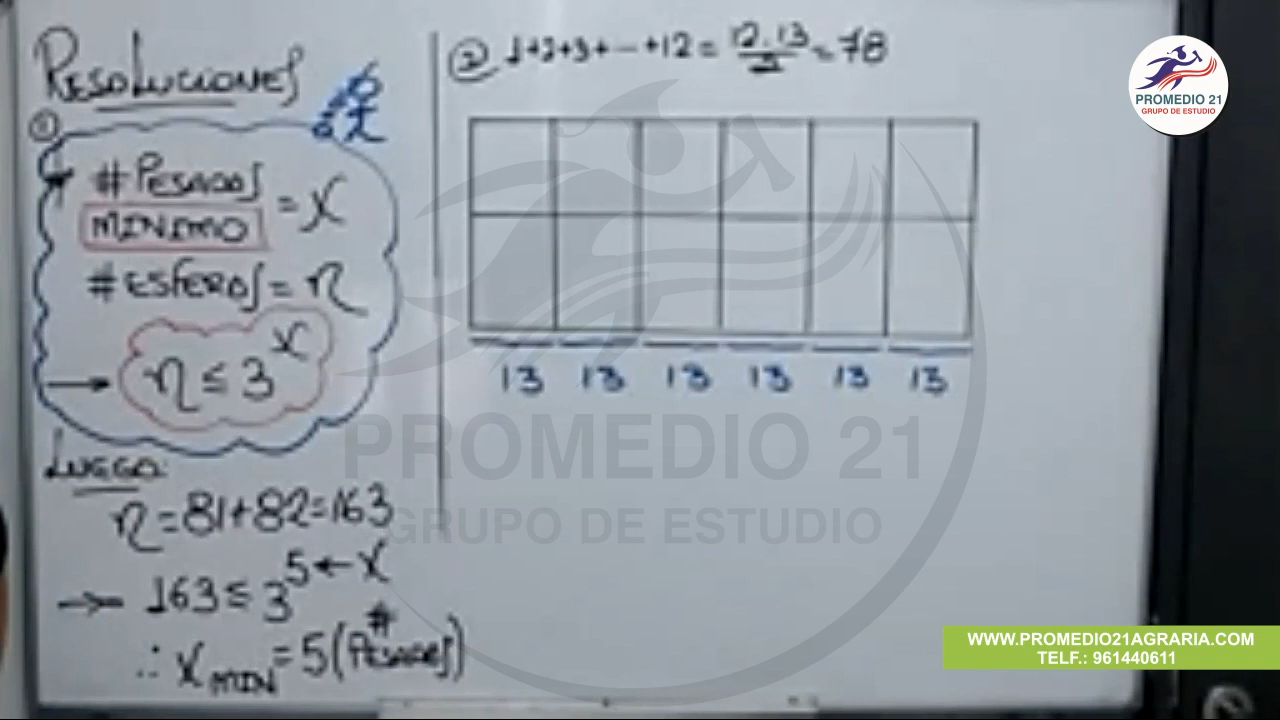 RESOLUCIONES
①
# PESADAS
MINIMO
= x
# ESFERAS = n
→ n ≤ 3^x
LUEGO
n = 81+82 = 163
→ 163 ≤ 3^5 ← x
∴ x MIN = 5 (# PESADAS)
② 1+2+3+ ··· +12 = 12·13/2 = 78
13 13 13 13 13 13
PROMEDIO 21
GRUPO DE ESTUDIO
PROMEDIO 21
GRUPO DE ESTUDIO
WWW.PROMEDIO21AGRARIA.COM
TELF.: 961440611